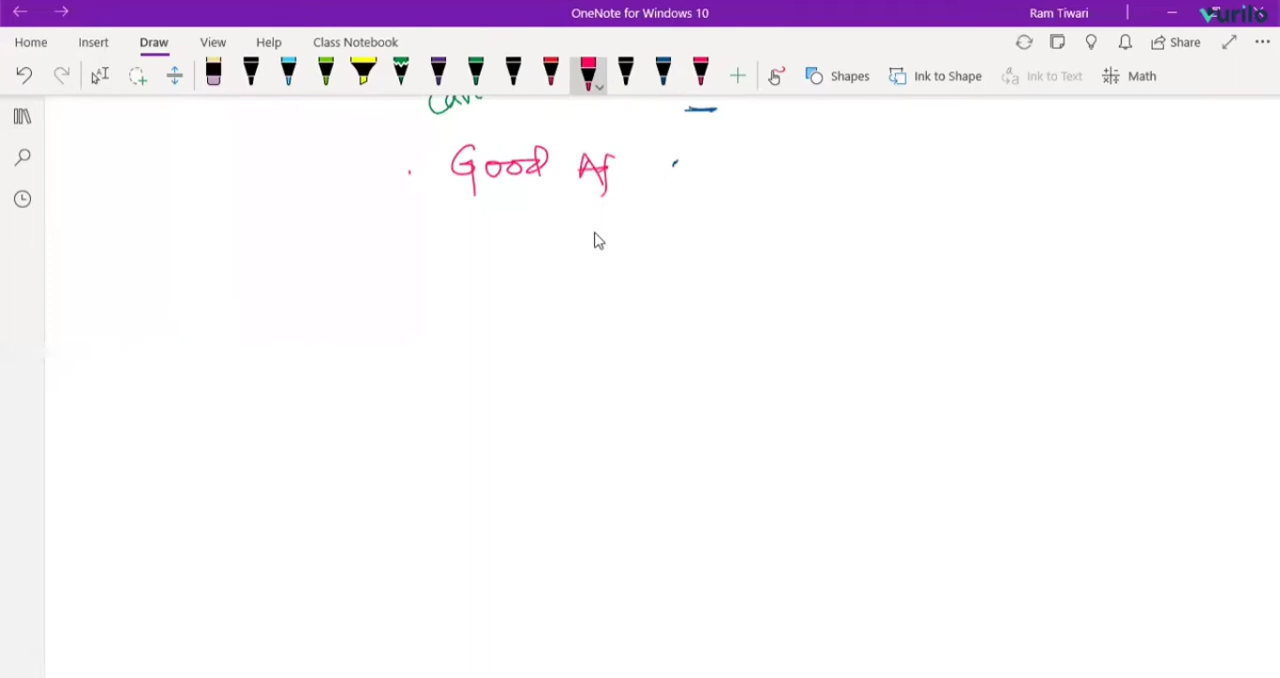 OneNote for Windows 10
Ram Tiwari
vurilo
Home Insert Draw View Help Class Notebook Share
Shapes Ink to Shape Ink to Text Math
Good Af